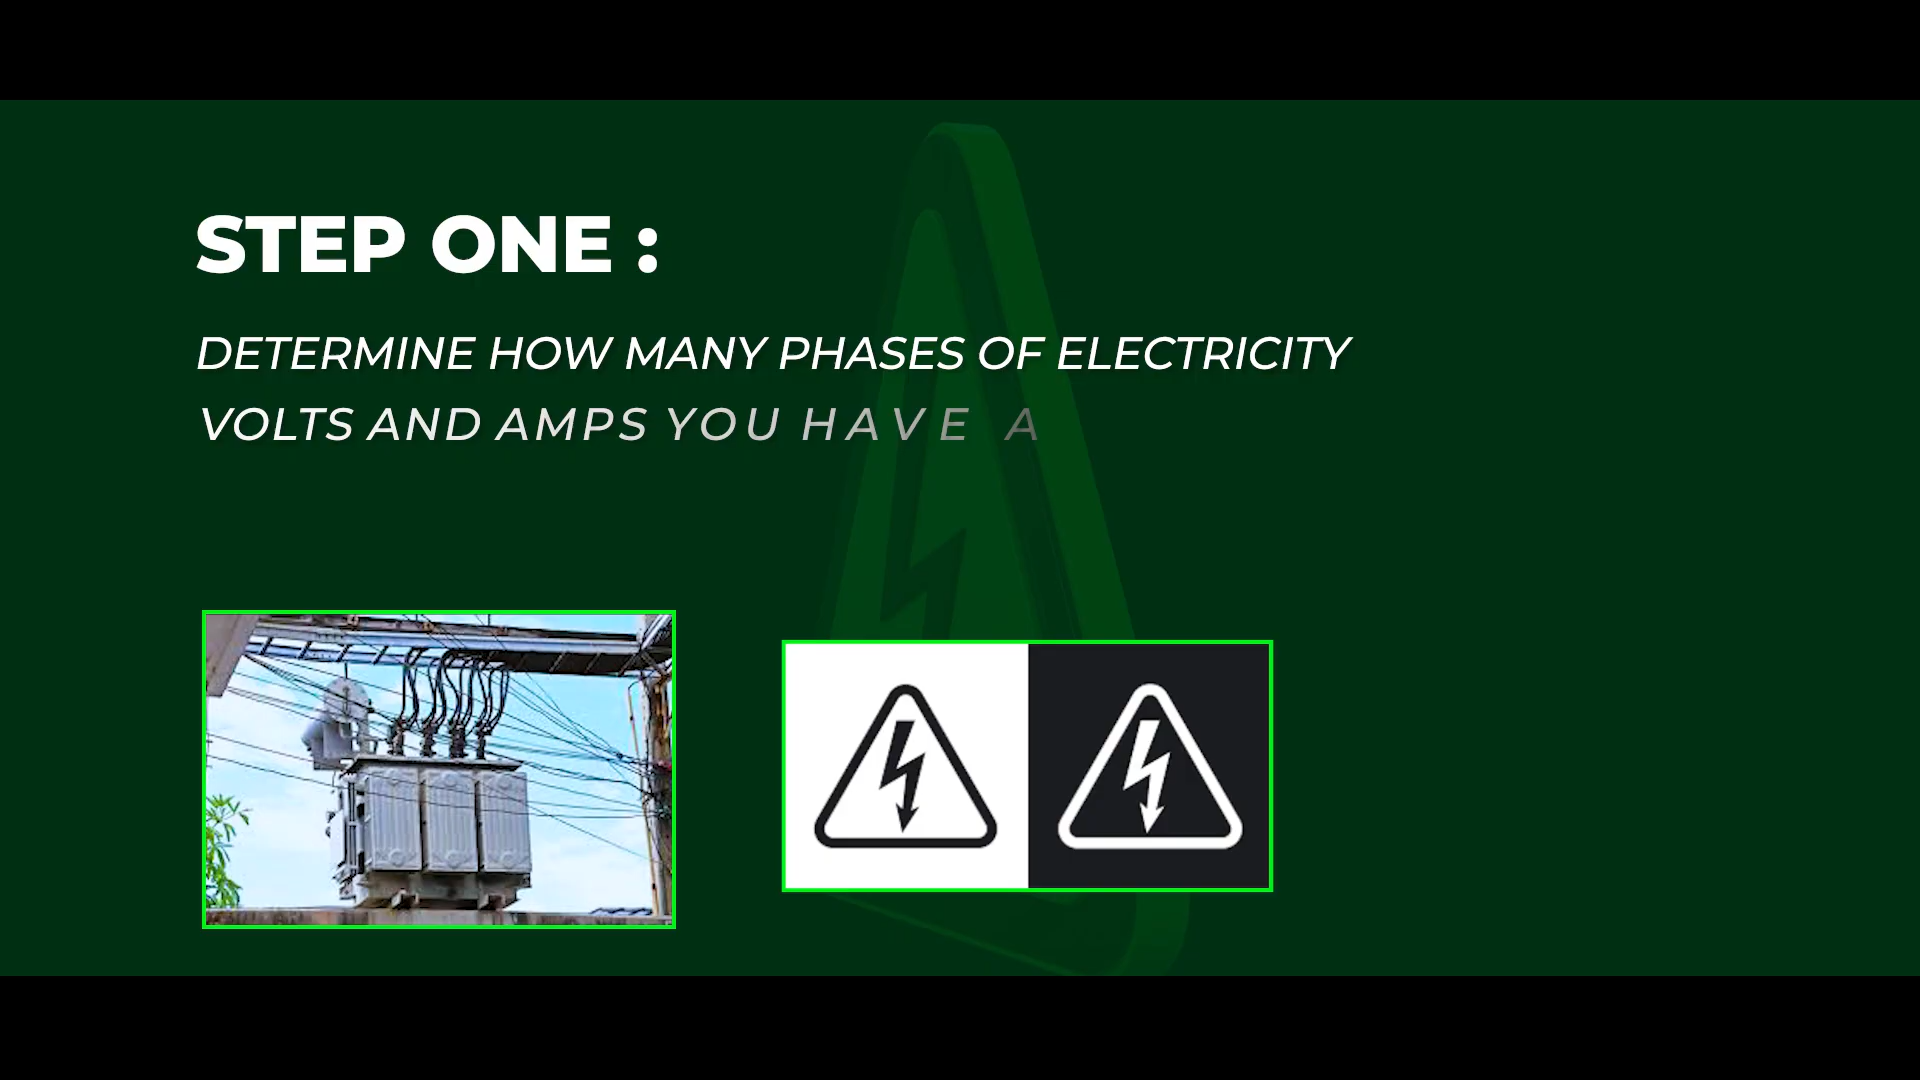 STEP ONE :
DETERMINE HOW MANY PHASES OF ELECTRICITY
VOLTS AND AMPS YOU HAVE A